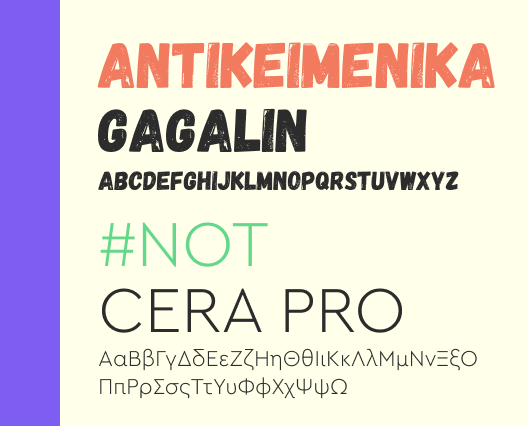 ANTIKEIMENIKA
GAGALIN
ABCDEFGHIJKLMNOPQRSTUVWXYZ
#NOT
CERA PRO
ΑαΒβΓγΔδΕεΖζΗηΘθΙιΚκΛλΜμΝνΞξΟ
ΠπΡρΣσςΤτΥυΦφΧχΨψΩ